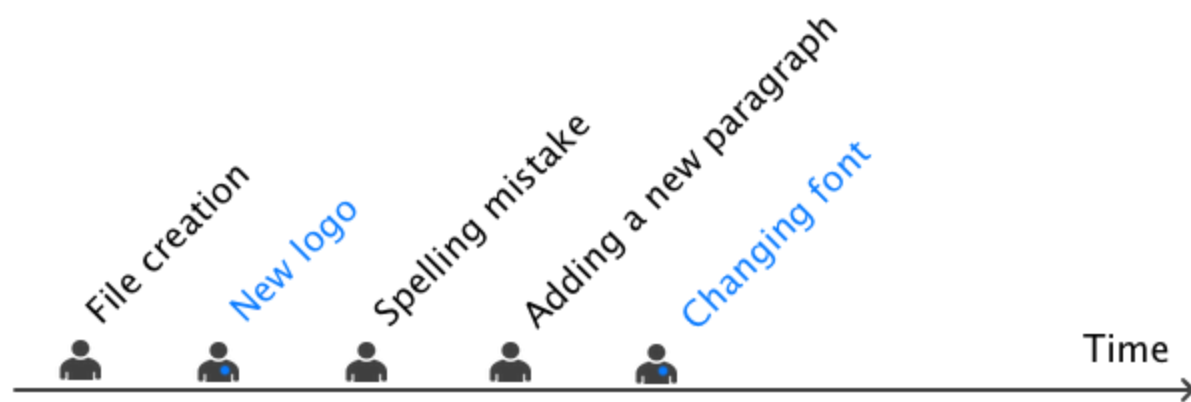 File creation
New logo
Spelling mistake
Adding a new paragraph
Changing font
Time